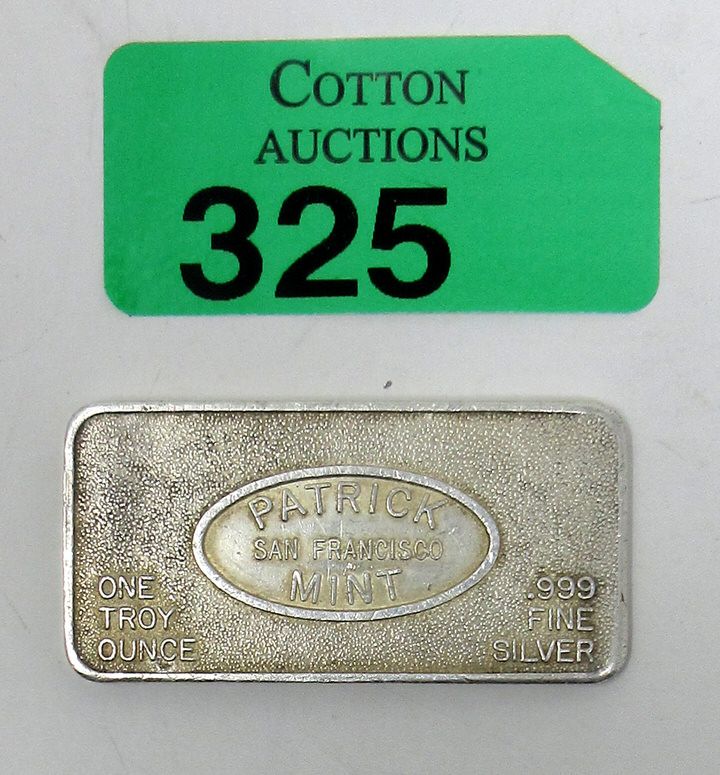 COTTON
AUCTIONS
325
PATRICK
SAN FRANCISCO
MINT
ONE
TROY
OUNCE
.999
FINE
SILVER